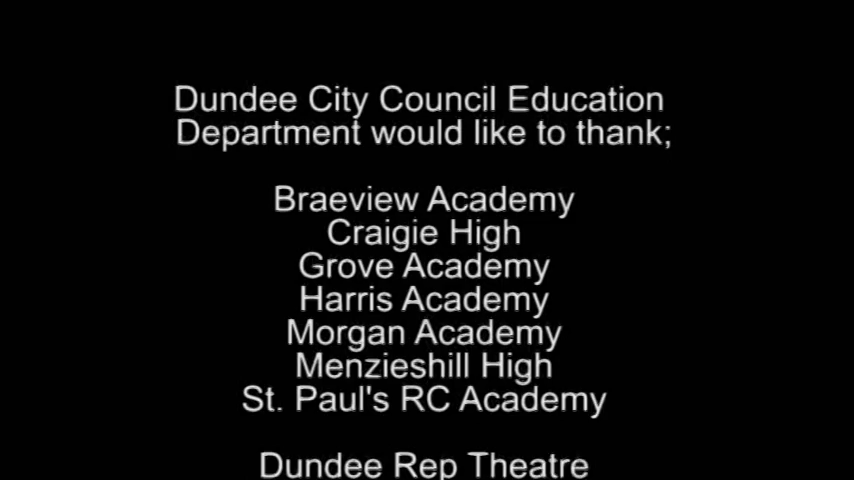 Dundee City Council Education
Department would like to thank;
Braeview Academy
Craigie High
Grove Academy
Harris Academy
Morgan Academy
Menzieshill High
St. Paul's RC Academy
Dundee Rep Theatre